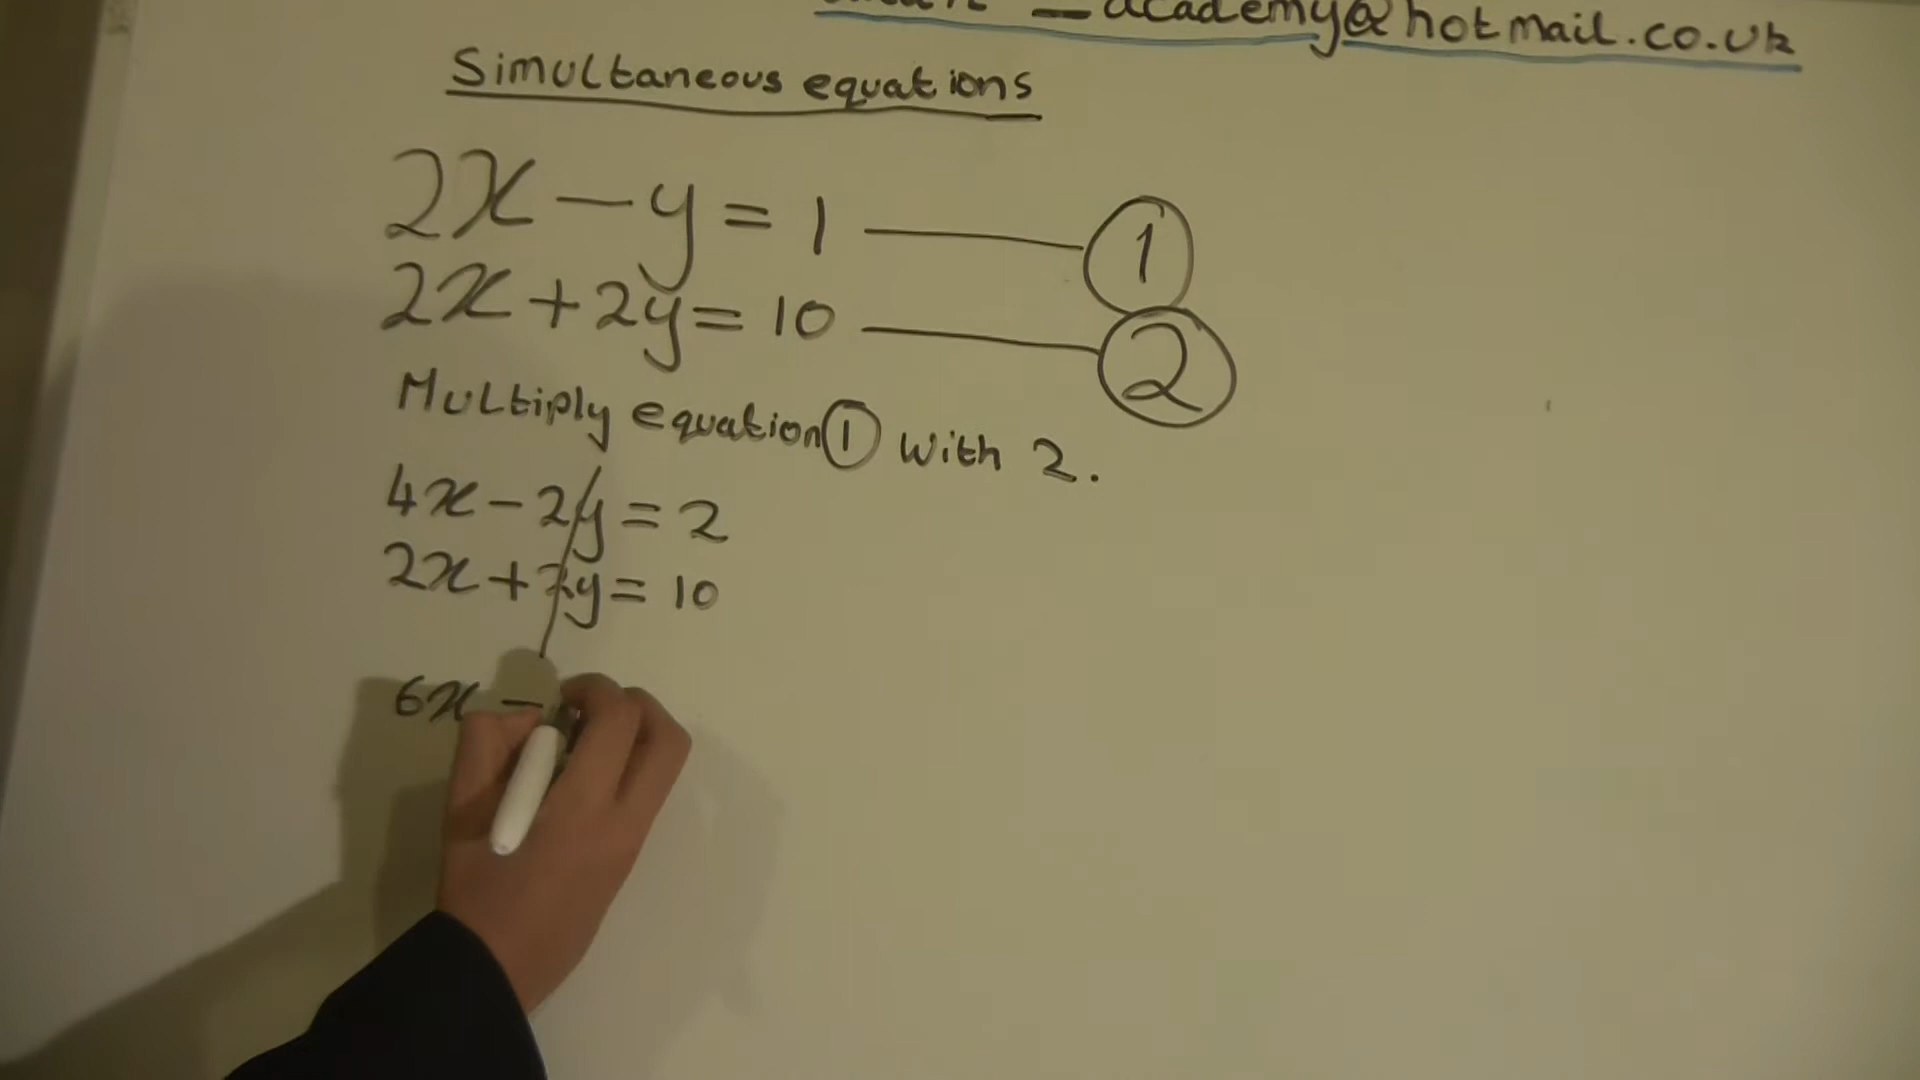 academy@hotmail.co.uk
Simultaneous equations
2x - y = 1 — 1
2x + 2y = 10 — 2
Multiply equation 1 with 2.
4x - 2y = 2
2x + 2y = 10
6x -